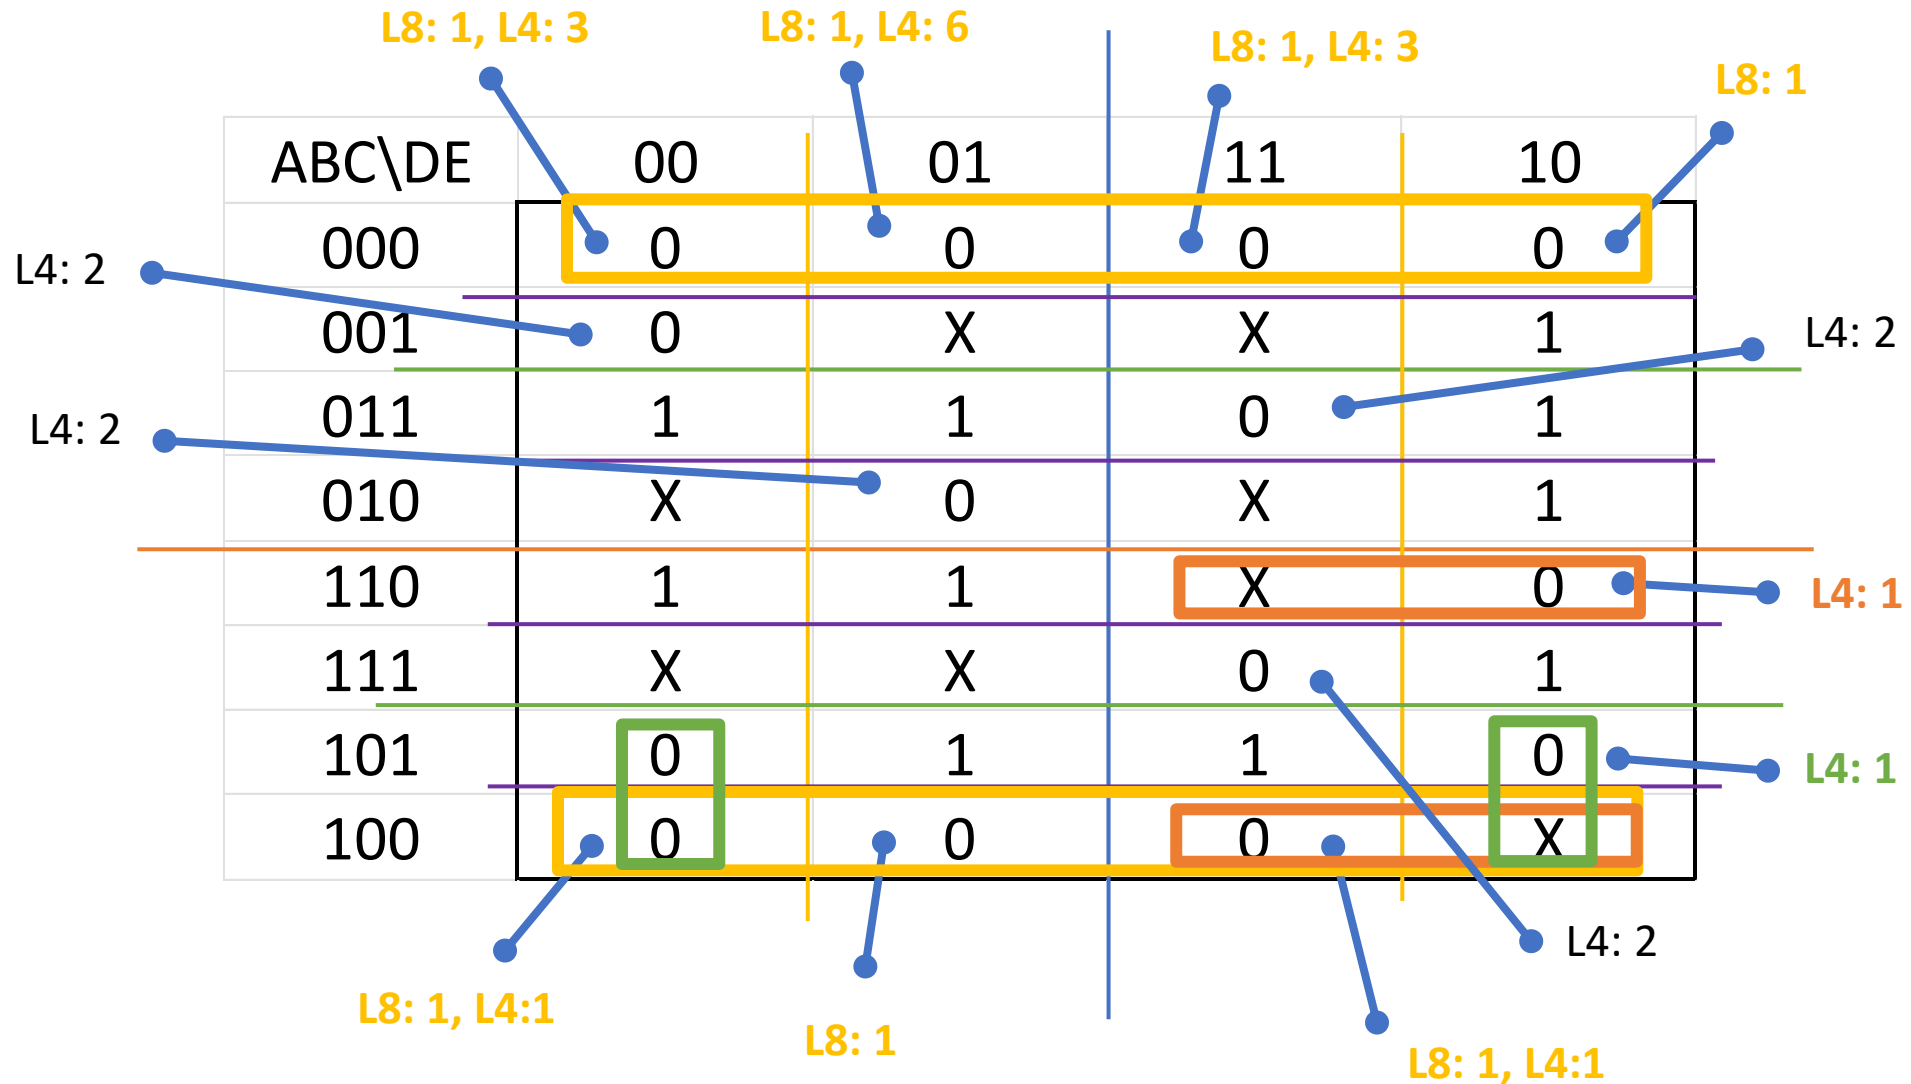 L8: 1, L4: 3
L8: 1, L4: 6
L8: 1, L4: 3
L8: 1
ABC\DE 00 01 11 10
000 0 0 0 0
L4: 2
001 0 X X 1
L4: 2
011 1 1 0 1
L4: 2
010 X 0 X 1
110 1 1 X 0
L4: 1
111 X X 0 1
101 0 1 1 0
L4: 1
100 0 0 0 X
L4: 2
L8: 1, L4:1
L8: 1
L8: 1, L4:1